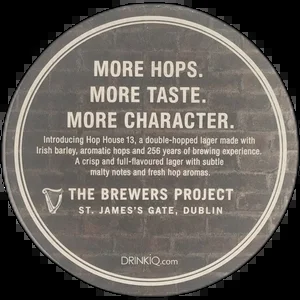 MORE HOPS.
MORE TASTE.
MORE CHARACTER.
Introducing Hop House 13, a double-hopped lager made with
Irish barley, aromatic hops and 256 years of brewing experience.
A crisp and full-flavoured lager with subtle
malty notes and fresh hop aromas.
THE BREWERS PROJECT
ST. JAMES'S GATE, DUBLIN
DRINKiQ.com